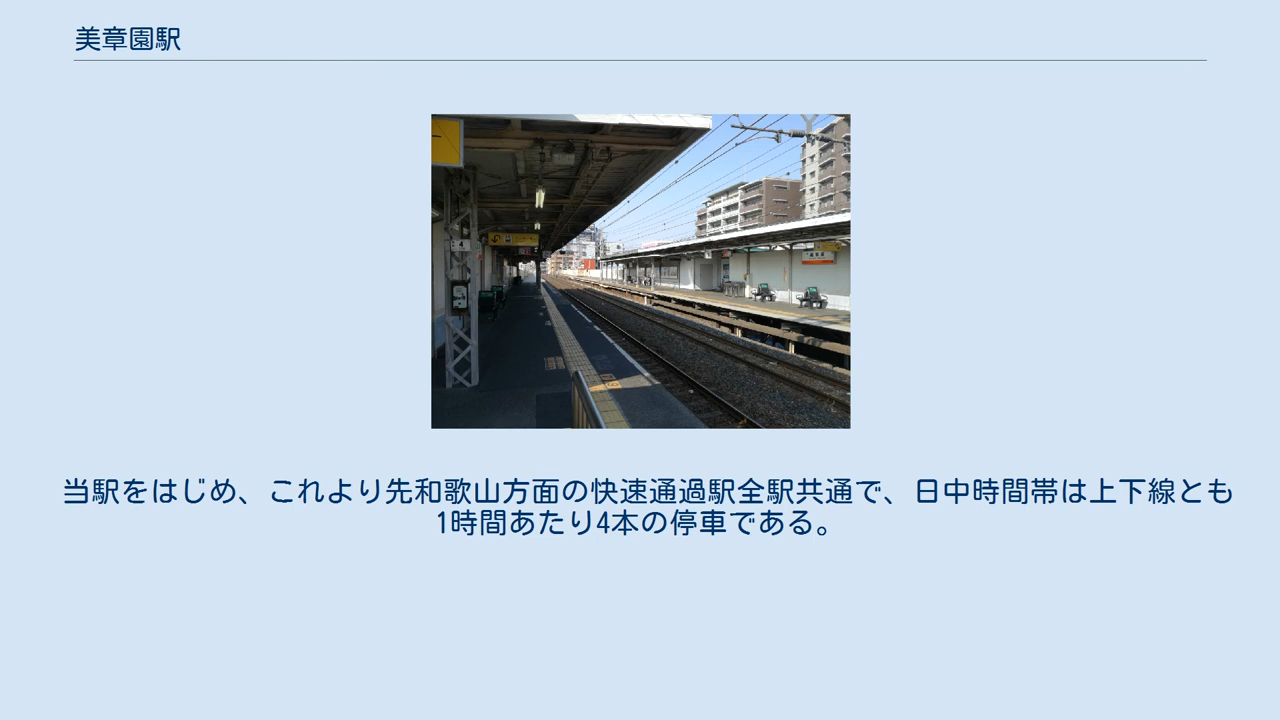 美章園駅
当駅をはじめ、これより先和歌山方面の快速通過駅全駅共通で、日中時間帯は上下線とも
1時間あたり4本の停車である。